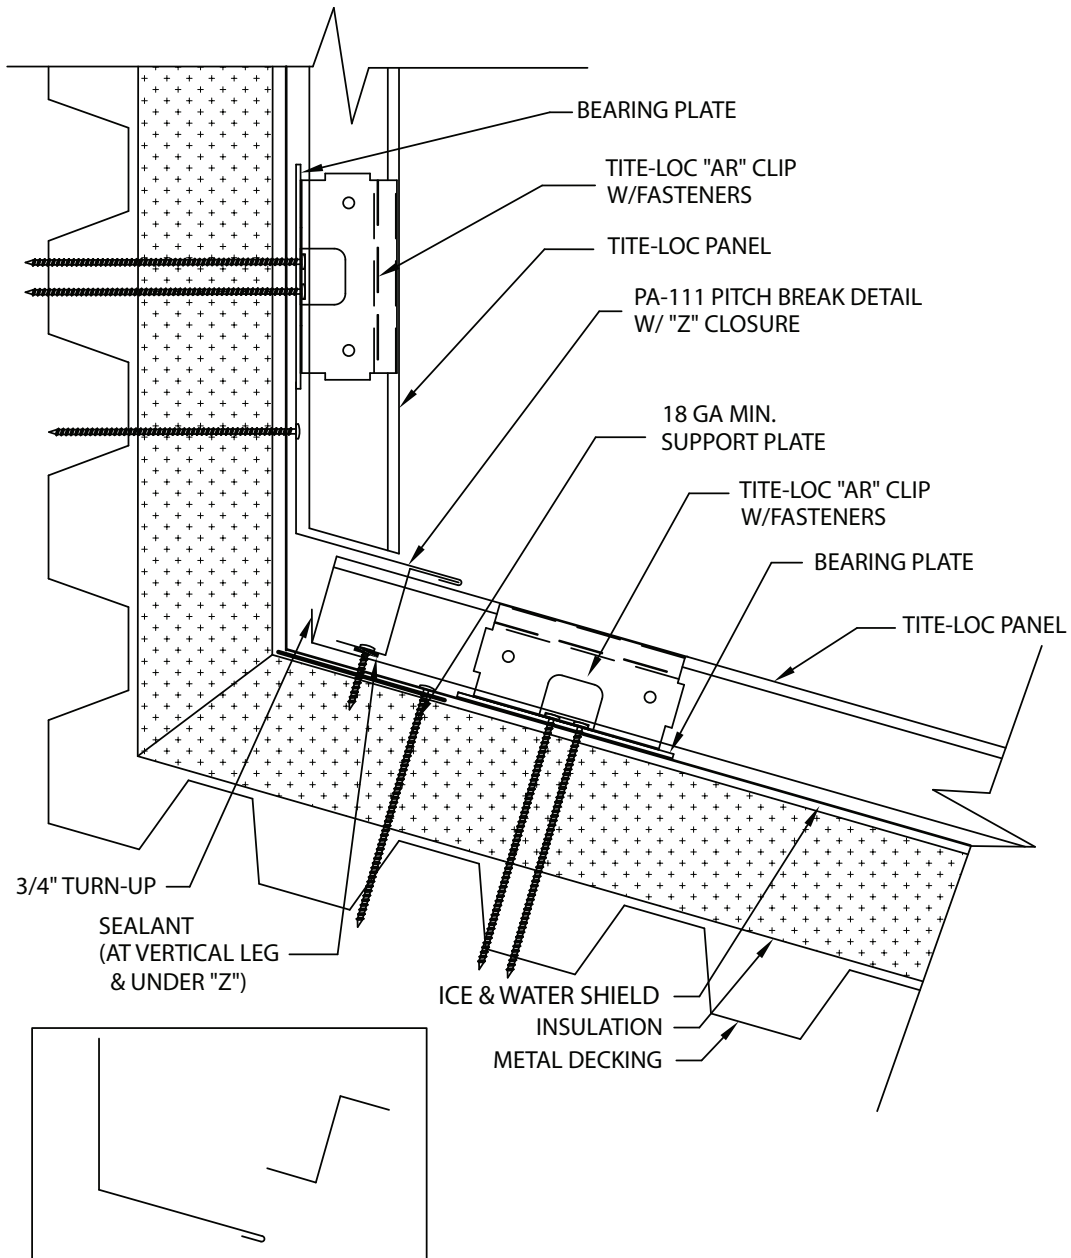 BEARING PLATE
TITE-LOC "AR" CLIP
W/FASTENERS
TITE-LOC PANEL
PA-111 PITCH BREAK DETAIL
W/ "Z" CLOSURE
18 GA MIN.
SUPPORT PLATE
TITE-LOC "AR" CLIP
W/FASTENERS
BEARING PLATE
TITE-LOC PANEL
3/4" TURN-UP
SEALANT
(AT VERTICAL LEG
& UNDER "Z")
ICE & WATER SHIELD
INSULATION
METAL DECKING